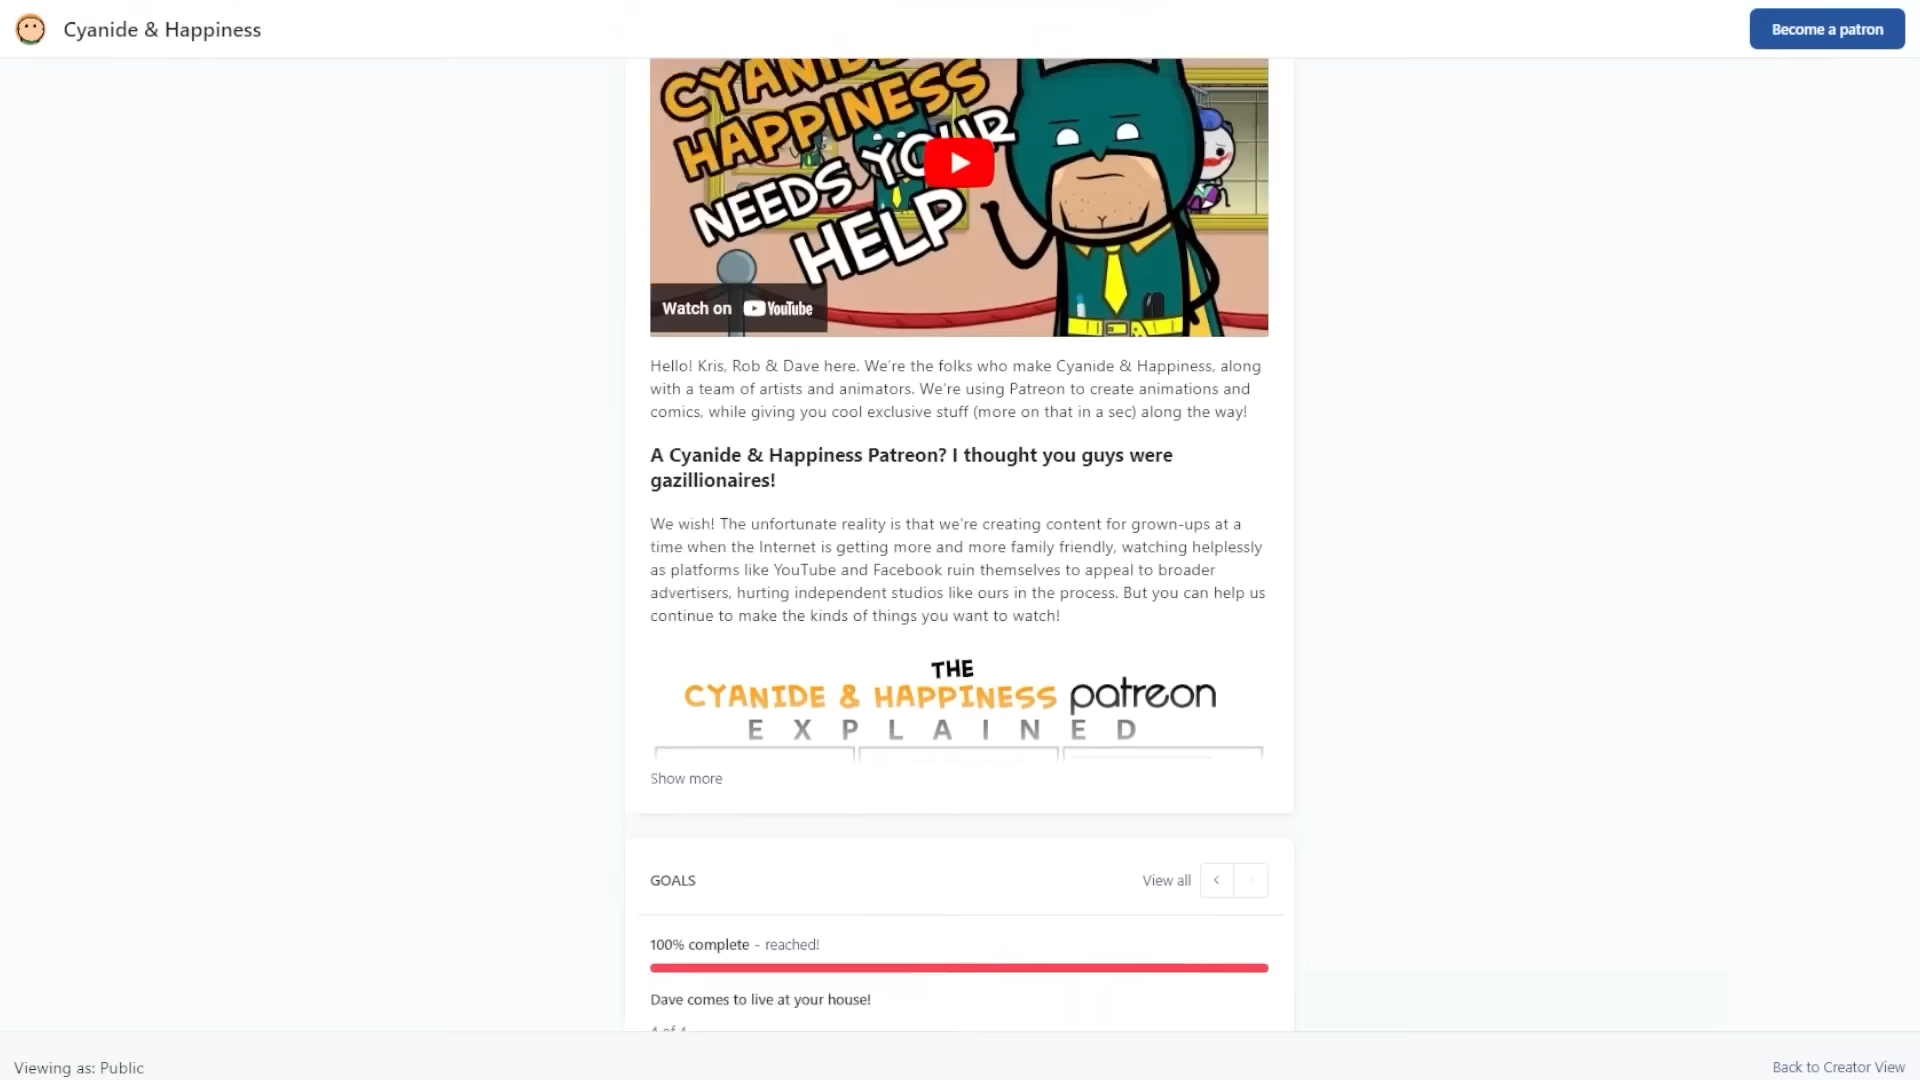 Cyanide & Happiness
Become a patron
CYANIDE
HAPPINESS
NEEDS YOUR
HELP
Watch on YouTube
Hello! Kris, Rob & Dave here. We're the folks who make Cyanide & Happiness, along
with a team of artists and animators. We're using Patreon to create animations and
comics, while giving you cool exclusive stuff (more on that in a sec) along the way!
A Cyanide & Happiness Patreon? I thought you guys were
gazillionaires!
We wish! The unfortunate reality is that we're creating content for grown-ups at a
time when the Internet is getting more and more family friendly, watching helplessly
as platforms like YouTube and Facebook ruin themselves to appeal to broader
advertisers, hurting independent studios like ours in the process. But you can help us
continue to make the kinds of things you want to watch!
THE
CYANIDE & HAPPINESS patreon
EXPLAINED
Show more
GOALS
View all
100% complete - reached!
Dave comes to live at your house!
4 of 4
Viewing as: Public
Back to Creator View